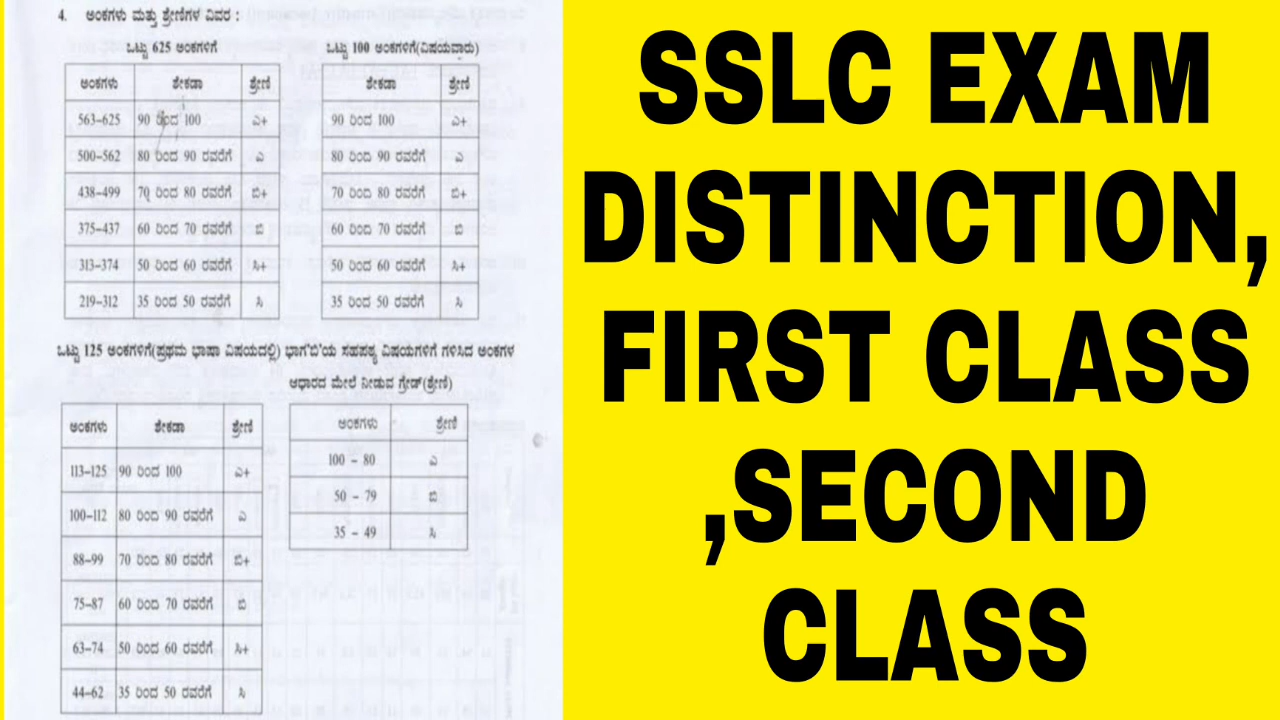 4. ಅಂಕಗಳು ಮತ್ತು ಶ್ರೇಣಿಗಳ ವಿವರ :
ಒಟ್ಟು 625 ಅಂಕಗಳಿಗೆ
ಅಂಕಗಳು ಶೇಕಡಾ ಶ್ರೇಣಿ
563–625 90 ರಿಂದ 100 ಎ+
500–562 80 ರಿಂದ 90 ರವರೆಗೆ ಎ
438–499 70 ರಿಂದ 80 ರವರೆಗೆ ಬಿ+
375–437 60 ರಿಂದ 70 ರವರೆಗೆ ಬಿ
313–374 50 ರಿಂದ 60 ರವರೆಗೆ ಸಿ+
219–312 35 ರಿಂದ 50 ರವರೆಗೆ ಸಿ
ಒಟ್ಟು 100 ಅಂಕಗಳಿಗೆ(ವಿಷಯವಾರು)
ಶೇಕಡಾ ಶ್ರೇಣಿ
90 ರಿಂದ 100 ಎ+
80 ರಿಂದ 90 ರವರೆಗೆ ಎ
70 ರಿಂದ 80 ರವರೆಗೆ ಬಿ+
60 ರಿಂದ 70 ರವರೆಗೆ ಬಿ
50 ರಿಂದ 60 ರವರೆಗೆ ಸಿ+
35 ರಿಂದ 50 ರವರೆಗೆ ಸಿ
ಒಟ್ಟು 125 ಅಂಕಗಳಿಗೆ(ಪ್ರಥಮ ಭಾಷಾ ವಿಷಯದಲ್ಲಿ) ಭಾಗ'ಬಿ'ಯ ಸಹಪಠ್ಯ ವಿಷಯಗಳಿಗೆ ಗಳಿಸಿದ ಅಂಕಗಳ
ಆಧಾರದ ಮೇಲೆ ನೀಡುವ ಗ್ರೇಡ್(ಶ್ರೇಣಿ)
ಅಂಕಗಳು ಶೇಕಡಾ ಶ್ರೇಣಿ
113–125 90 ರಿಂದ 100 ಎ+
100–112 80 ರಿಂದ 90 ರವರೆಗೆ ಎ
88–99 70 ರಿಂದ 80 ರವರೆಗೆ ಬಿ+
75–87 60 ರಿಂದ 70 ರವರೆಗೆ ಬಿ
63–74 50 ರಿಂದ 60 ರವರೆಗೆ ಸಿ+
44–62 35 ರಿಂದ 50 ರವರೆಗೆ ಸಿ
ಅಂಕಗಳು ಶ್ರೇಣಿ
100 – 80 ಎ
50 – 79 ಬಿ
35 – 49 ಸಿ
SSLC EXAM
DISTINCTION,
FIRST CLASS
,SECOND
CLASS